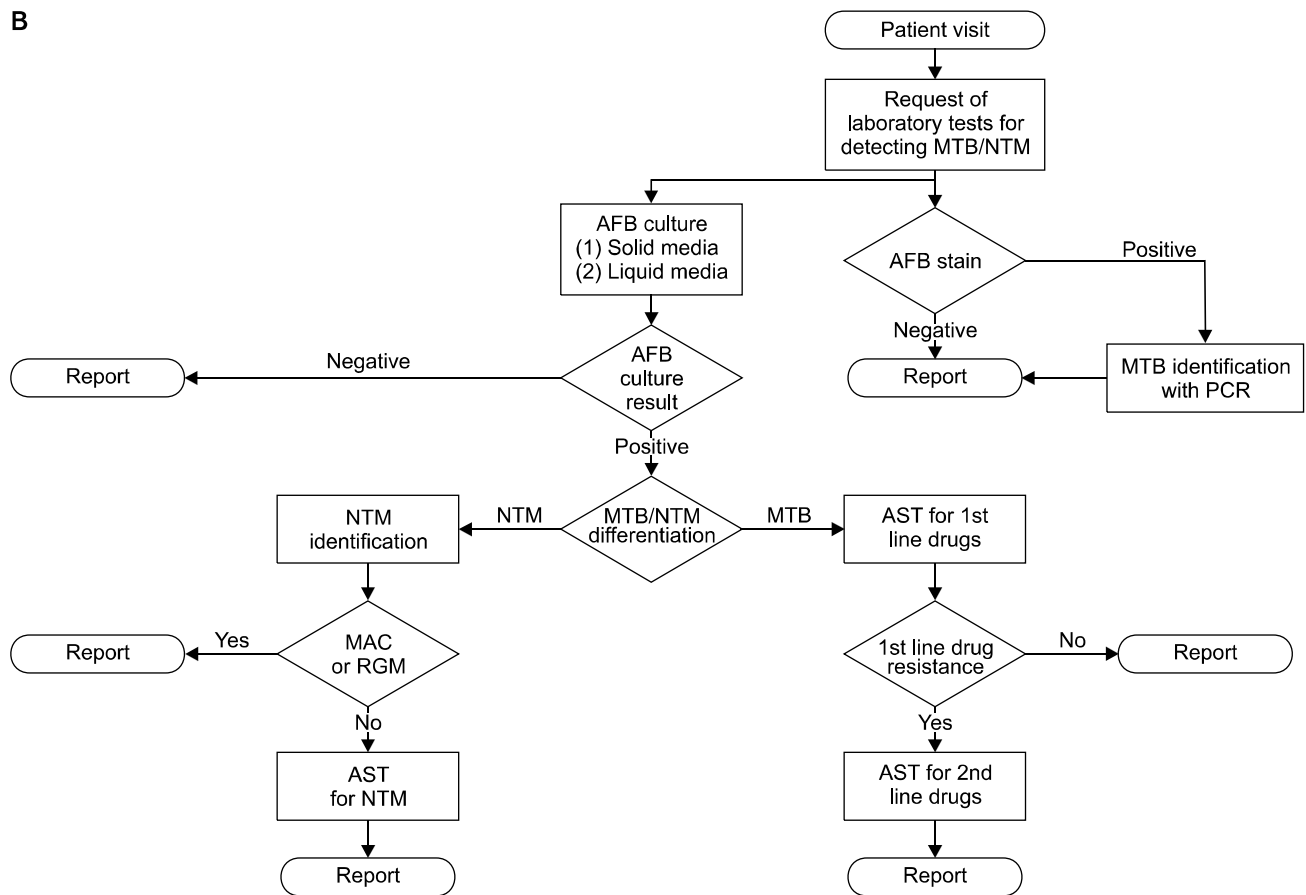 B
Patient visit
Request of
laboratory tests for
detecting MTB/NTM
AFB culture
(1) Solid media
(2) Liquid media
AFB stain
Positive
Negative
Report
MTB identification
with PCR
AFB
culture
result
Negative
Report
Positive
MTB/NTM
differentiation
NTM
MTB
NTM
identification
AST for 1st
line drugs
MAC
or RGM
Yes
Report
No
AST
for NTM
Report
1st line drug
resistance
No
Report
Yes
AST for 2nd
line drugs
Report